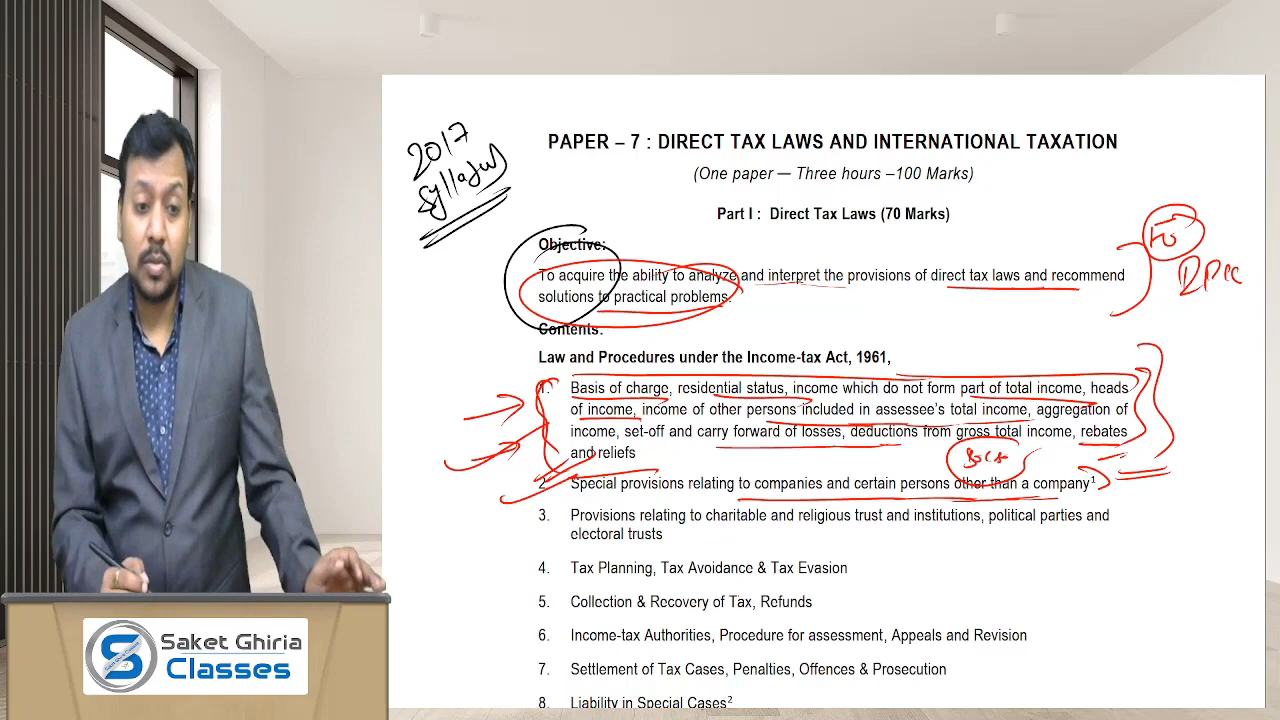 2017
syllabus
PAPER – 7 : DIRECT TAX LAWS AND INTERNATIONAL TAXATION
(One paper — Three hours –100 Marks)
Part I : Direct Tax Laws (70 Marks)
Objective:
To acquire the ability to analyze and interpret the provisions of direct tax laws and recommend
solutions to practical problems.
Contents:
Law and Procedures under the Income-tax Act, 1961,
1. Basis of charge, residential status, income which do not form part of total income, heads
of income, income of other persons included in assessee's total income, aggregation of
income, set-off and carry forward of losses, deductions from gross total income, rebates
and reliefs
2. Special provisions relating to companies and certain persons other than a company¹
3. Provisions relating to charitable and religious trust and institutions, political parties and
electoral trusts
4. Tax Planning, Tax Avoidance & Tax Evasion
5. Collection & Recovery of Tax, Refunds
6. Income-tax Authorities, Procedure for assessment, Appeals and Revision
7. Settlement of Tax Cases, Penalties, Offences & Prosecution
8. Liability in Special Cases²
Saket Ghiria
Classes